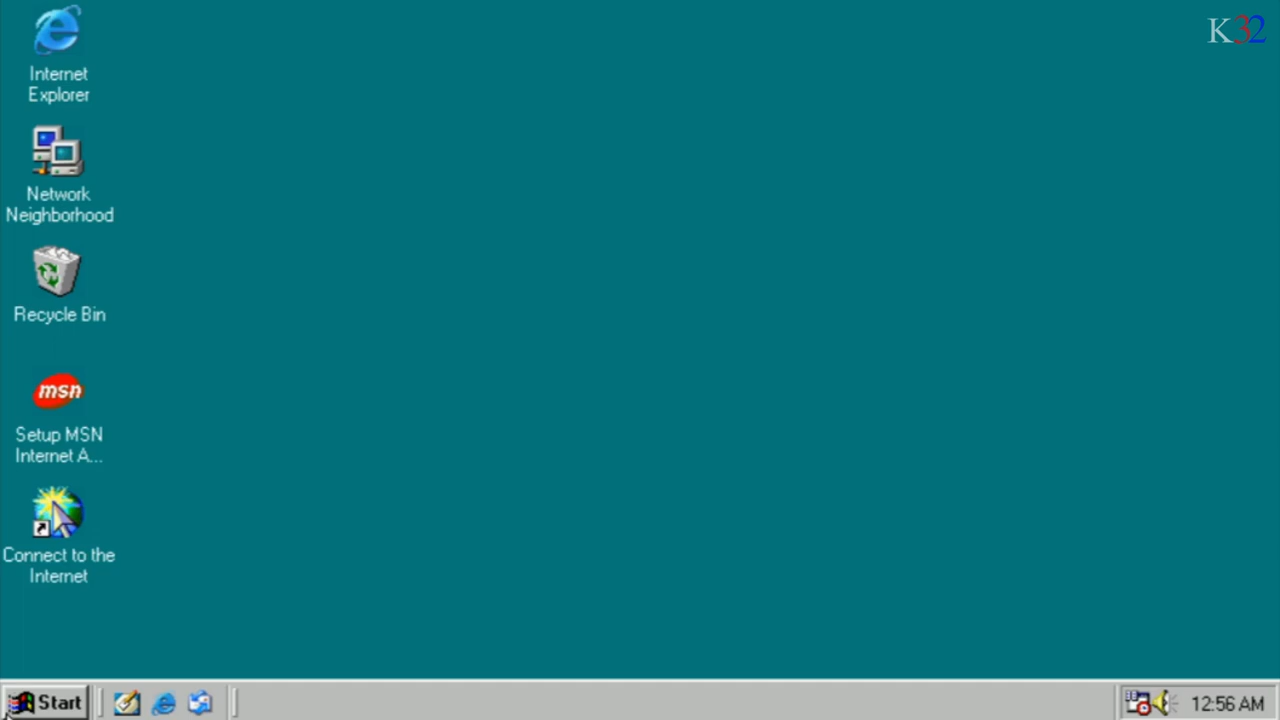 K32
Internet
Explorer
Network
Neighborhood
Recycle Bin
msn
Setup MSN
Internet A...
Connect to the
Internet
Start
12:56 AM